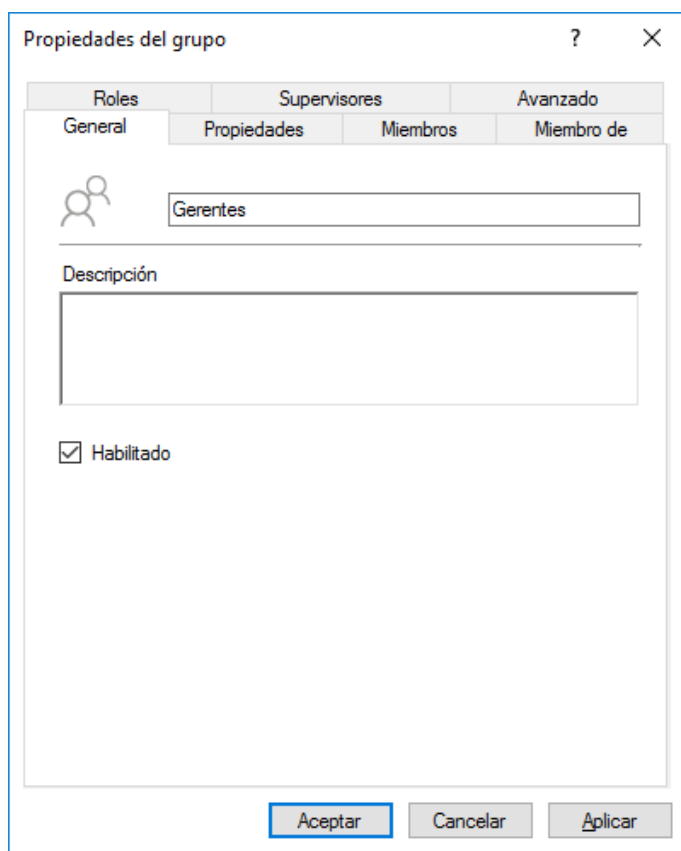 Propiedades del grupo ?
Roles Supervisores Avanzado
General Propiedades Miembros Miembro de
Gerentes
Descripción
Habilitado
Aceptar Cancelar Aplicar